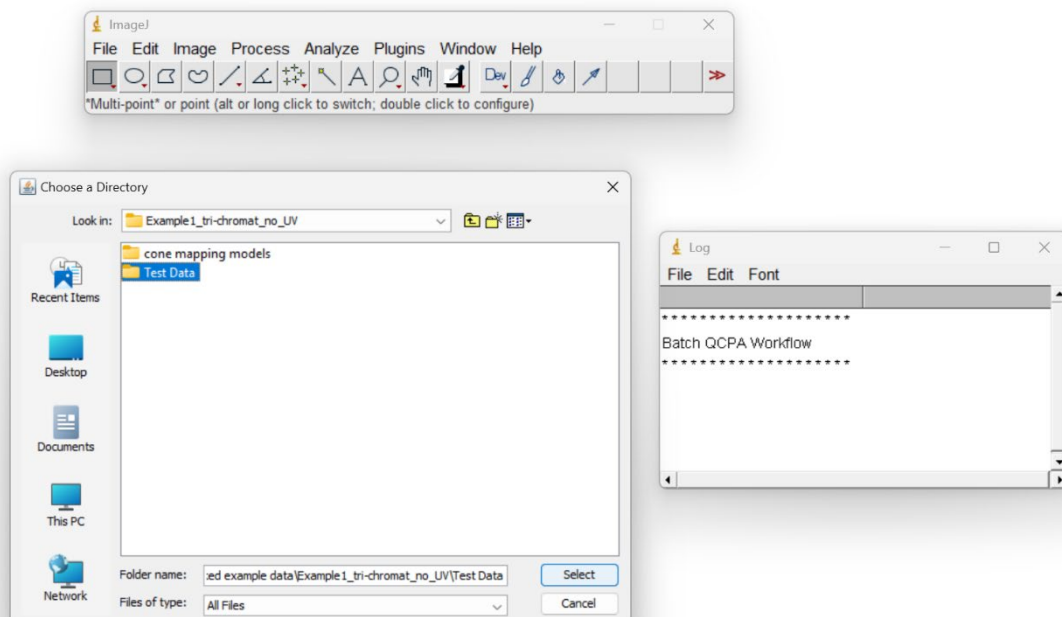 ImageJ
File Edit Image Process Analyze Plugins Window Help
A Dev
*Multi-point* or point (alt or long click to switch; double click to configure)
Choose a Directory
Look in: Example1_tri-chromat_no_UV
cone mapping models
Test Data
Recent Items
Desktop
Documents
This PC
Network
Folder name: :ed example data\Example1_tri-chromat_no_UV\Test Data
Select
Files of type: All Files
Cancel
Log
File Edit Font
********************
Batch QCPA Workflow
********************